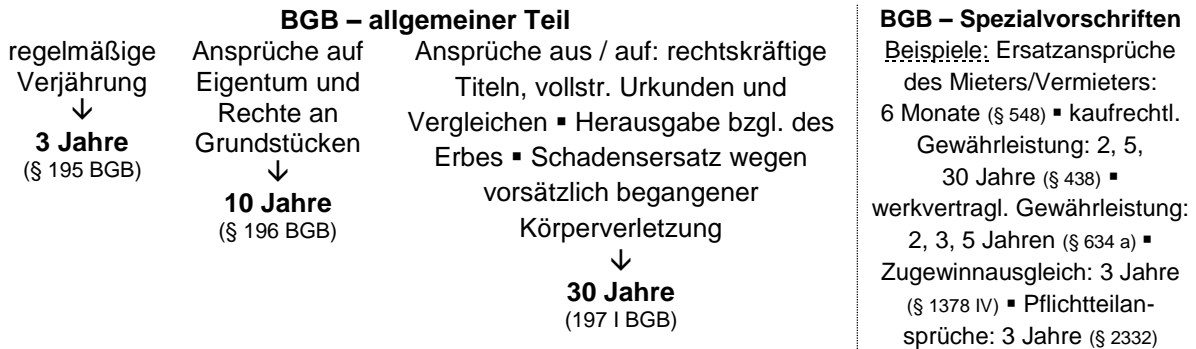 BGB – allgemeiner Teil
regelmäßige
Verjährung
↓
3 Jahre
(§ 195 BGB)
Ansprüche auf
Eigentum und
Rechte an
Grundstücken
↓
10 Jahre
(§ 196 BGB)
Ansprüche aus / auf: rechtskräftige
Titeln, vollstr. Urkunden und
Vergleichen ▪ Herausgabe bzgl. des
Erbes ▪ Schadensersatz wegen
vorsätzlich begangener
Körperverletzung
↓
30 Jahre
(197 I BGB)
BGB – Spezialvorschriften
Beispiele: Ersatzansprüche
des Mieters/Vermieters:
6 Monate (§ 548) ▪ kaufrechtl.
Gewährleistung: 2, 5,
30 Jahre (§ 438) ▪
werkvertragl. Gewährleistung:
2, 3, 5 Jahren (§ 634 a) ▪
Zugewinnausgleich: 3 Jahre
(§ 1378 IV) ▪ Pflichtteilan-
sprüche: 3 Jahre (§ 2332)